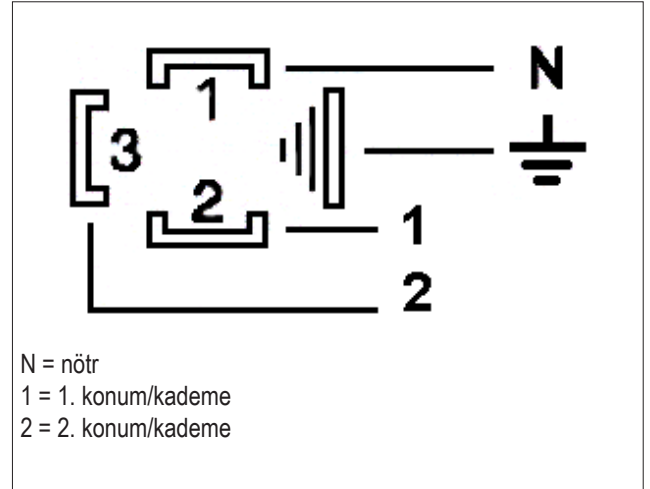 1 N
3
2 1
2
N = nötr
1 = 1. konum/kademe
2 = 2. konum/kademe